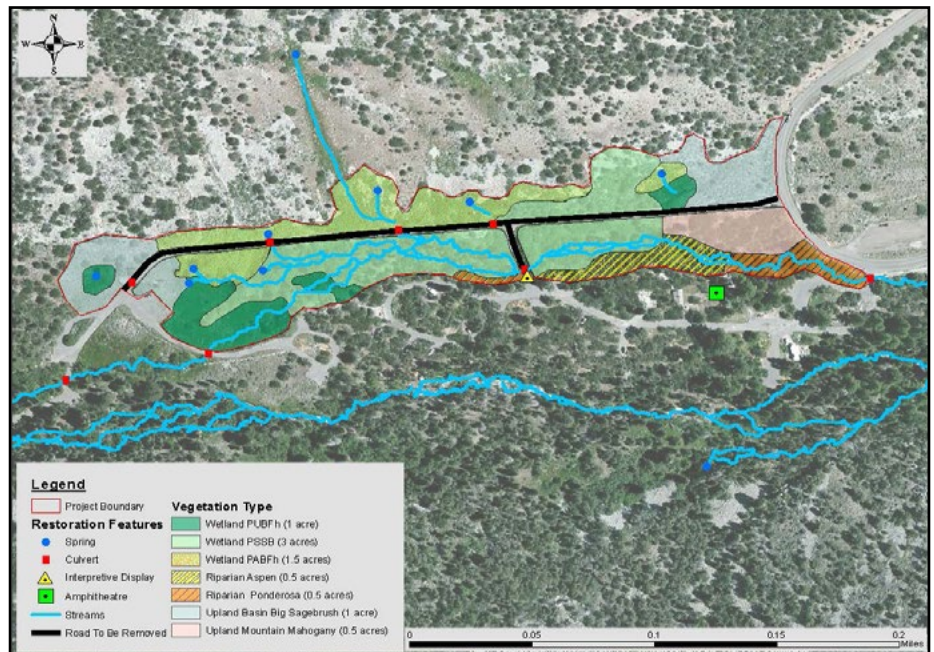 N
W E
S
Legend
Project Boundary
Restoration Features
Spring
Culvert
Interpretive Display
Amphitheatre
Streams
Road To Be Removed
Vegetation Type
Wetland PUBFh (1 acre)
Wetland PSSB (3 acres)
Wetland PABFh (1.5 acres)
Riparian Aspen (0.5 acres)
Riparian Ponderosa (0.5 acres)
Upland Basin Big Sagebrush (1 acre)
Upland Mountain Mahogany (0.5 acres)
0 0.05 0.1 0.15 0.2
Miles